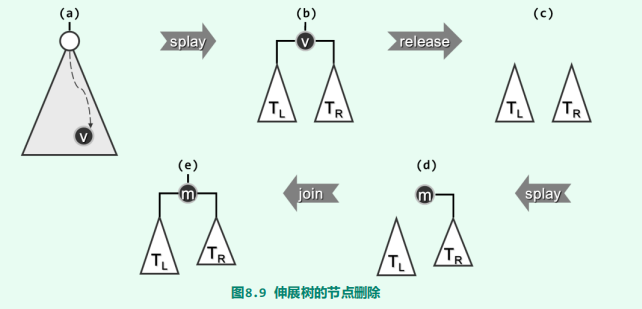 (a)
(b)
(c)
splay
v
release
v
T_L
T_R
T_L
T_R
(e)
(d)
m
join
m
splay
T_L
T_R
T_L
T_R
图8.9 伸展树的节点删除